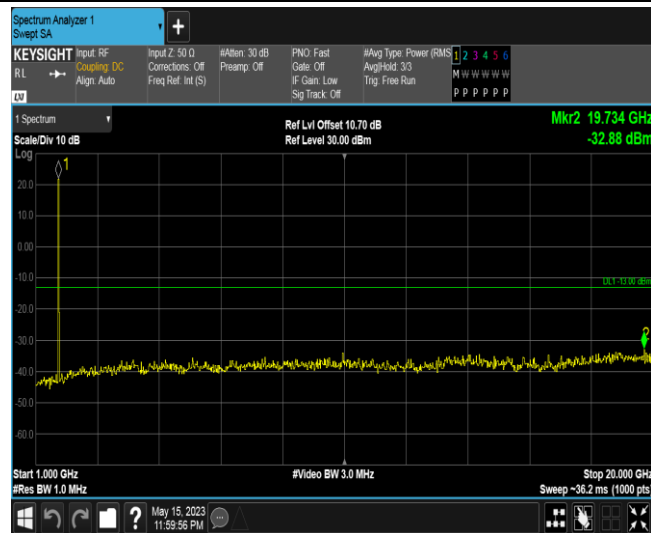 Spectrum Analyzer 1
Swept SA
+
KEYSIGHT
RL
LXI
Input: RF
Coupling: DC
Align: Auto
Input Z: 50 Ω
Corrections: Off
Freq Ref: Int (S)
#Atten: 30 dB
Preamp: Off
PNO: Fast
Gate: Off
IF Gain: Low
Sig Track: Off
#Avg Type: Power (RMS
Avg|Hold: 3/3
Trig: Free Run
1 2 3 4 5 6
M W W W W W
P P P P P P
1 Spectrum
Scale/Div 10 dB
Ref Lvl Offset 10.70 dB
Ref Level 30.00 dBm
Mkr2 19.734 GHz
-32.88 dBm
Log
1
20.0
10.0
0.00
-10.0
DL1 -13.00 dBm
-20.0
-30.0
2
-40.0
-50.0
-60.0
Start 1.000 GHz
#Video BW 3.0 MHz
Stop 20.000 GHz
#Res BW 1.0 MHz
Sweep ~36.2 ms (1000 pts)
?
May 15, 2023
11:59:56 PM